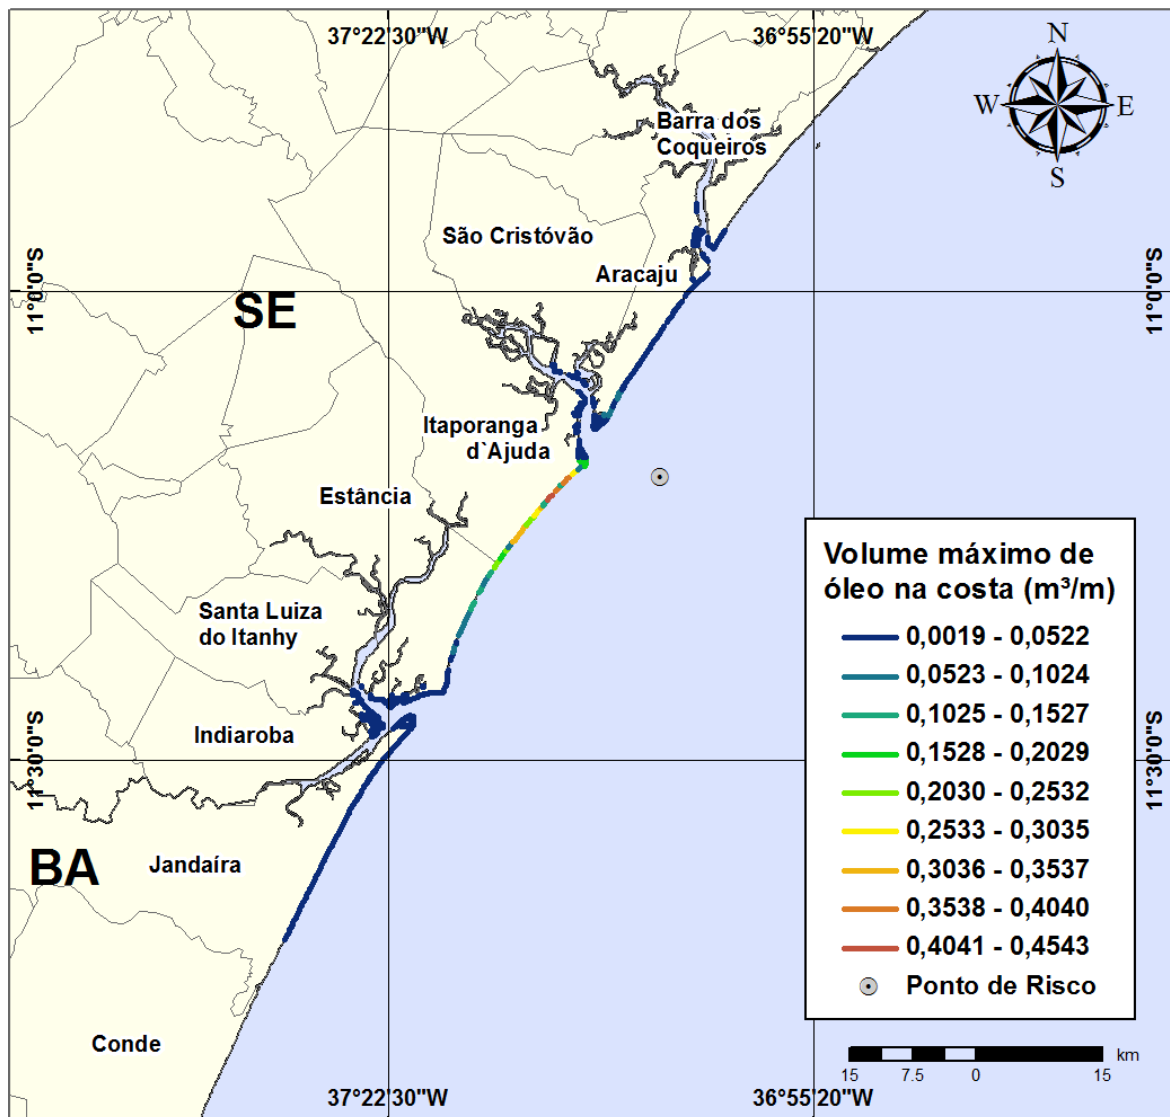 37°22'30"W
36°55'20"W
N
W
E
S
Barra dos
Coqueiros
São Cristóvão
Aracaju
11°0'0"S
11°0'0"S
SE
Itaporanga
d`Ajuda
Estância
Santa Luiza
do Itanhy
Indiaroba
11°30'0"S
11°30'0"S
BA
Jandaíra
Conde
Volume máximo de
óleo na costa (m³/m)
0,0019 - 0,0522
0,0523 - 0,1024
0,1025 - 0,1527
0,1528 - 0,2029
0,2030 - 0,2532
0,2533 - 0,3035
0,3036 - 0,3537
0,3538 - 0,4040
0,4041 - 0,4543
Ponto de Risco
km
15 7.5 0 15
37°22'30"W
36°55'20"W